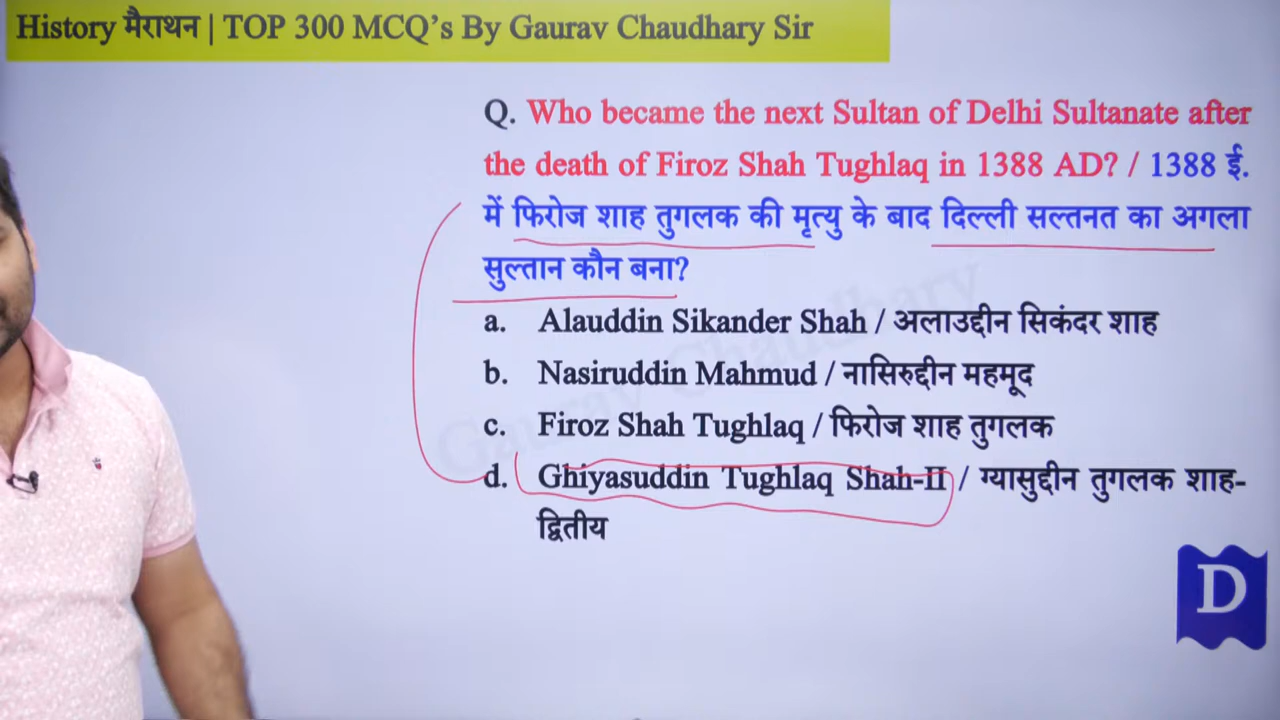 History मैराथन | TOP 300 MCQ’s By Gaurav Chaudhary Sir
Q. Who became the next Sultan of Delhi Sultanate after
the death of Firoz Shah Tughlaq in 1388 AD? / 1388 ई.
में फिरोज शाह तुगलक की मृत्यु के बाद दिल्ली सल्तनत का अगला
सुल्तान कौन बना?
a. Alauddin Sikander Shah / अलाउद्दीन सिकंदर शाह
b. Nasiruddin Mahmud / नासिरुद्दीन महमूद
c. Firoz Shah Tughlaq / फिरोज शाह तुगलक
d. Ghiyasuddin Tughlaq Shah-II / ग्यासुद्दीन तुगलक शाह-
द्वितीय
D
Gaurav Chaudhary